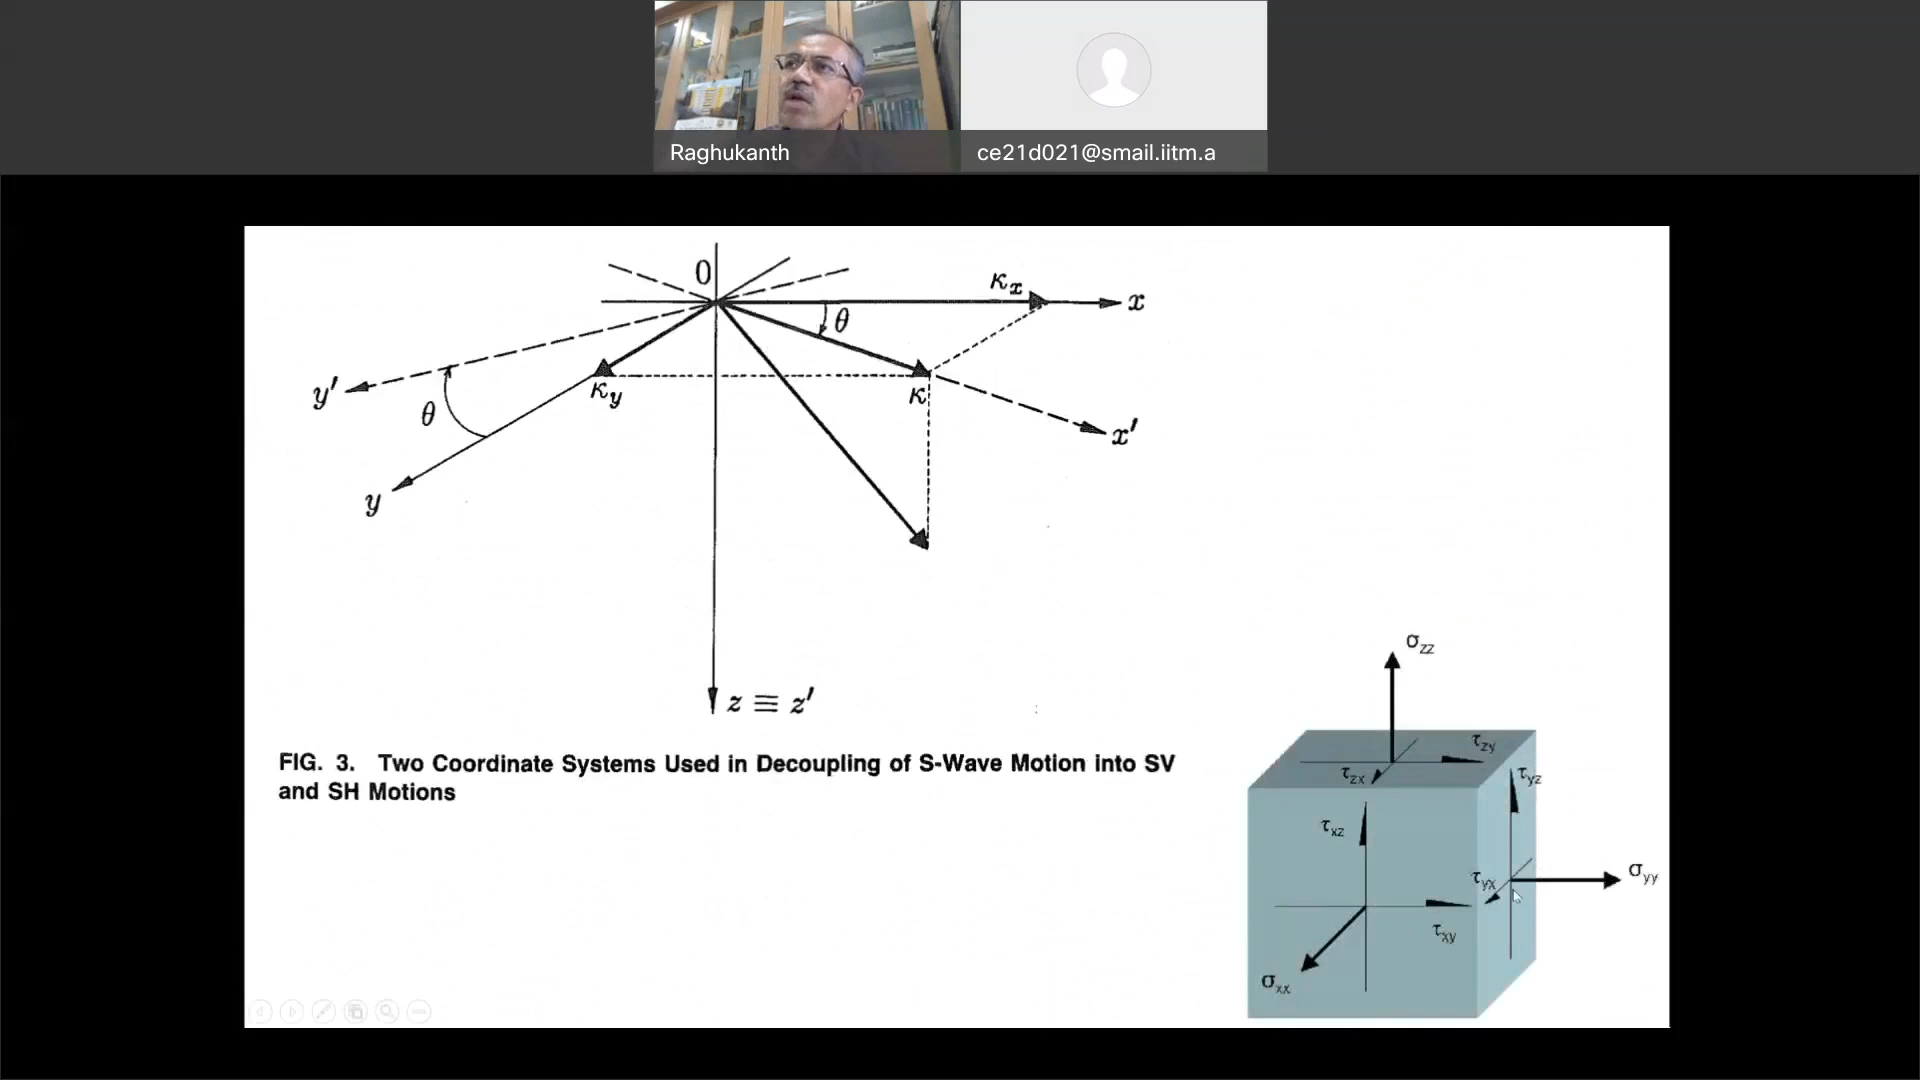 Raghukanth
ce21d021@smail.iitm.a
0
κx
x
θ
y′
κy
κ
θ
x′
y
z ≡ z′
FIG. 3. Two Coordinate Systems Used in Decoupling of S-Wave Motion into SV
and SH Motions
σzz
τzy
τzx
τyz
τxz
τyx
σyy
τxy
σxx